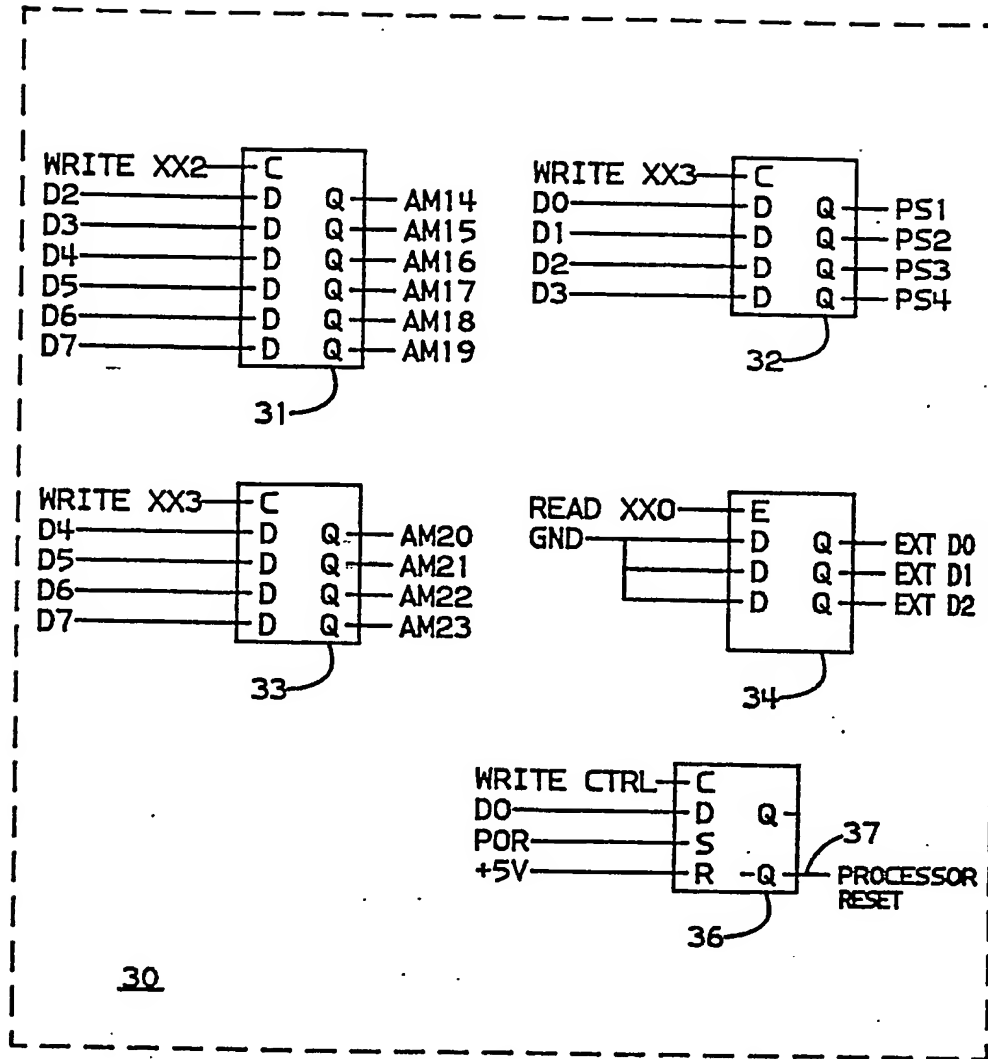 WRITE XX2 C
D2 D Q AM14
D3 D Q AM15
D4 D Q AM16
D5 D Q AM17
D6 D Q AM18
D7 D Q AM19
31
WRITE XX3 C
D0 D Q PS1
D1 D Q PS2
D2 D Q PS3
D3 D Q PS4
32
WRITE XX3 C
D4 D Q AM20
D5 D Q AM21
D6 D Q AM22
D7 D Q AM23
33
READ XX0 E
GND D Q EXT D0
D Q EXT D1
D Q EXT D2
34
WRITE CTRL C
D0 D Q
POR S
37
+5V R -Q PROCESSOR
RESET
36
30